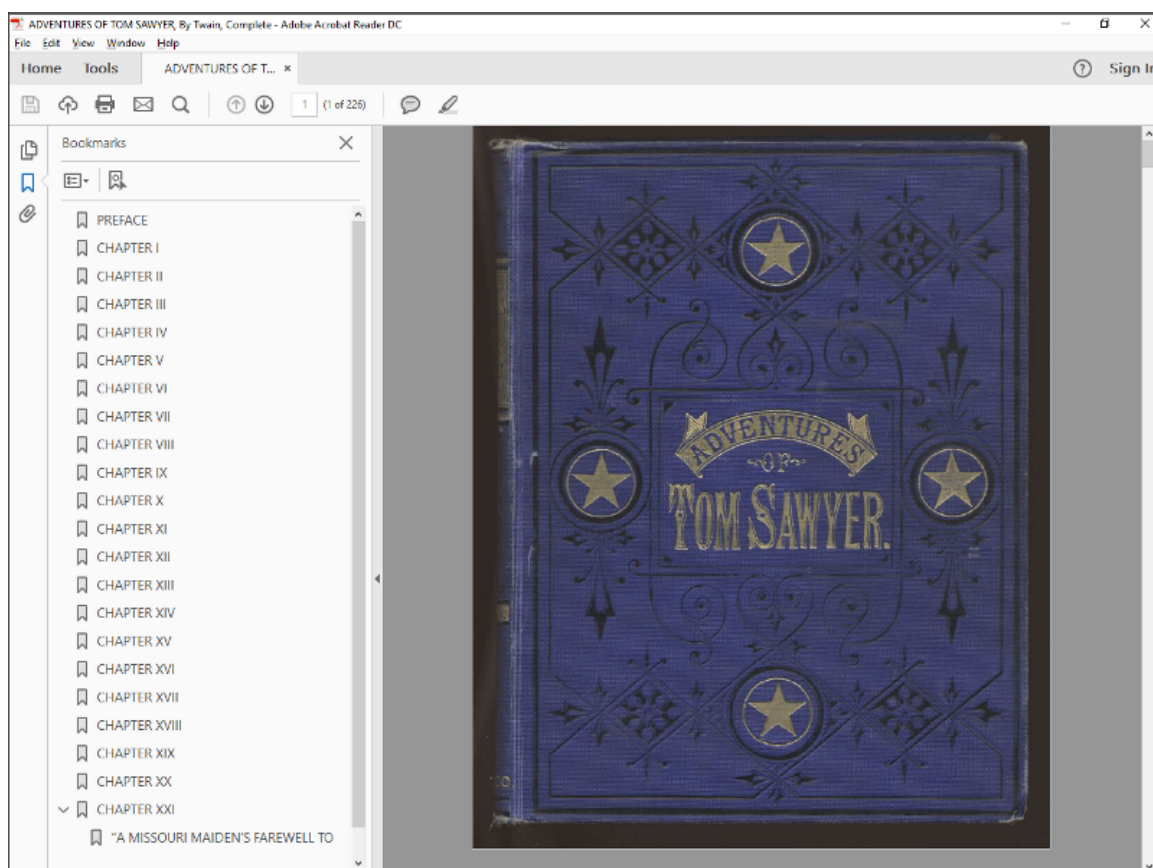 ADVENTURES OF TOM SAWYER, By Twain, Complete - Adobe Acrobat Reader DC
File Edit View Window Help
Home Tools ADVENTURES OF T... × Sign In
1 (1 of 226)
Bookmarks
PREFACE
CHAPTER I
CHAPTER II
CHAPTER III
CHAPTER IV
CHAPTER V
CHAPTER VI
CHAPTER VII
CHAPTER VIII
CHAPTER IX
CHAPTER X
CHAPTER XI
CHAPTER XII
CHAPTER XIII
CHAPTER XIV
CHAPTER XV
CHAPTER XVI
CHAPTER XVII
CHAPTER XVIII
CHAPTER XIX
CHAPTER XX
CHAPTER XXI
"A MISSOURI MAIDEN'S FAREWELL TO
ADVENTURES
OF
TOM SAWYER.